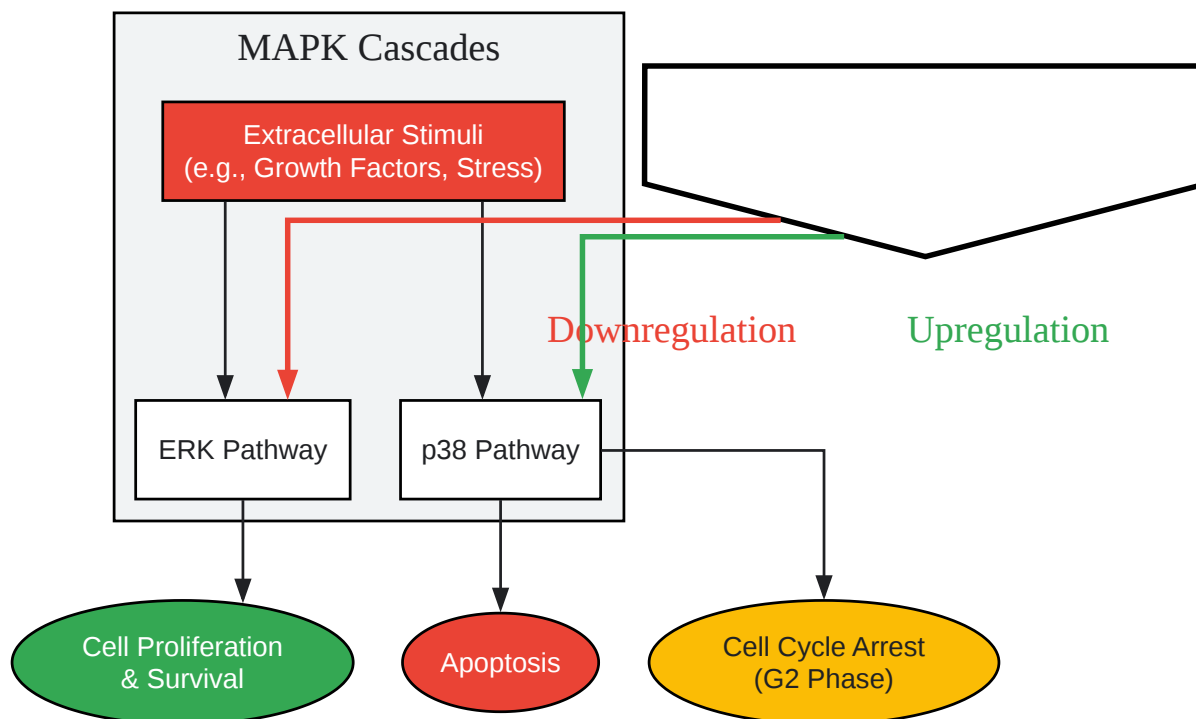 MAPK Cascades
Extracellular Stimuli
(e.g., Growth Factors, Stress)
Downregulation
Upregulation
ERK Pathway
p38 Pathway
Cell Proliferation
& Survival
Apoptosis
Cell Cycle Arrest
(G2 Phase)